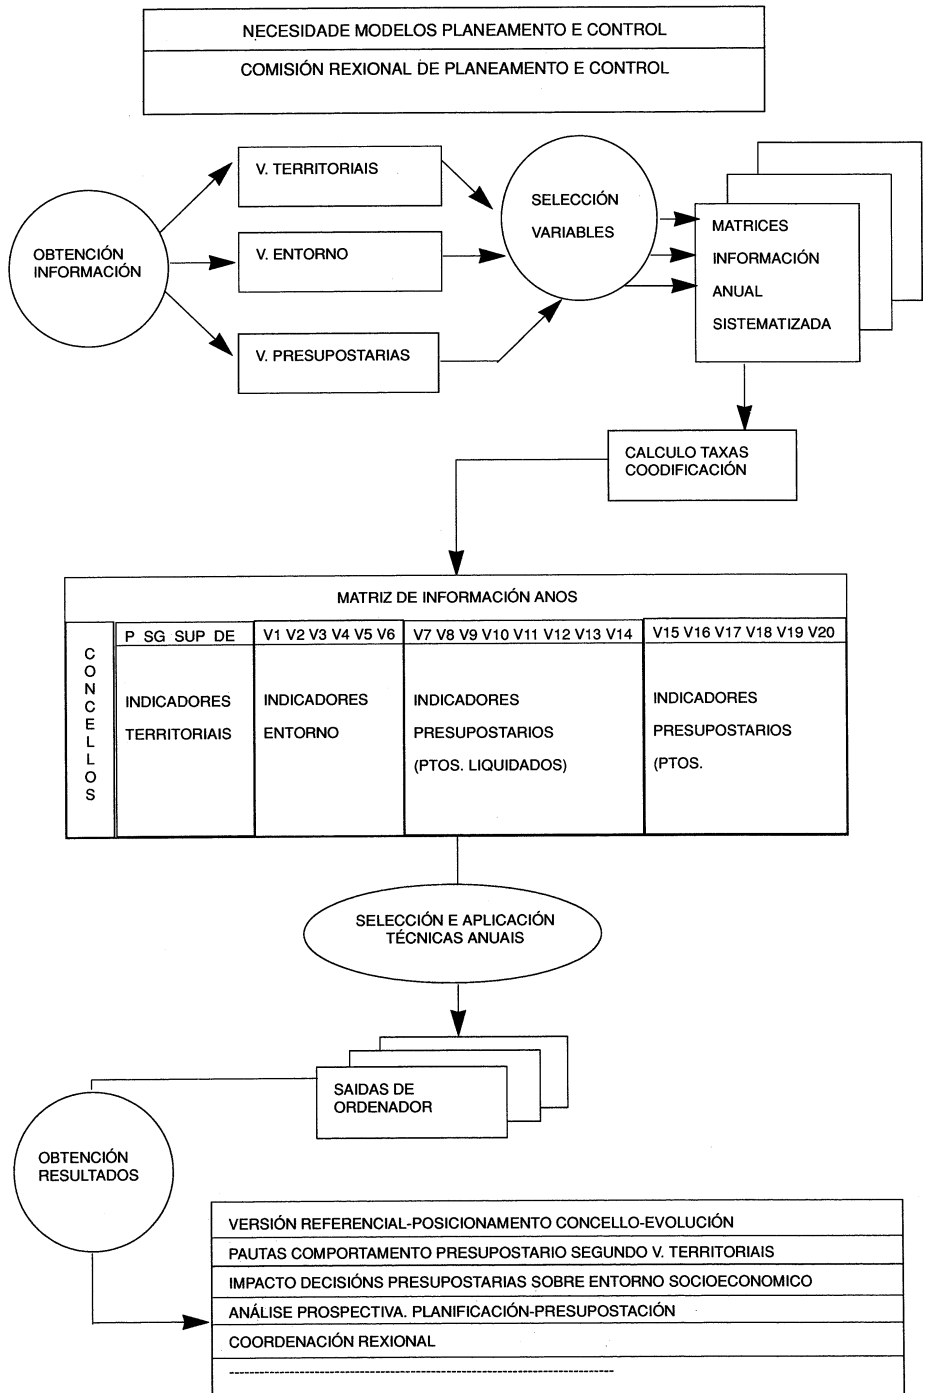 NECESIDADE MODELOS PLANEAMENTO E CONTROL
COMISIÓN REXIONAL DE PLANEAMENTO E CONTROL
OBTENCIÓN
INFORMACIÓN
V. TERRITORIAIS
V. ENTORNO
V. PRESUPOSTARIAS
SELECCIÓN
VARIABLES
MATRICES
INFORMACIÓN
ANUAL
SISTEMATIZADA
CALCULO TAXAS
COODIFICACIÓN
MATRIZ DE INFORMACIÓN ANOS
CONCELLOS
P SG SUP DE
INDICADORES
TERRITORIAIS
V1 V2 V3 V4 V5 V6
INDICADORES
ENTORNO
V7 V8 V9 V10 V11 V12 V13 V14
INDICADORES
PRESUPOSTARIOS
(PTOS. LIQUIDADOS)
V15 V16 V17 V18 V19 V20
INDICADORES
PRESUPOSTARIOS
(PTOS.
SELECCIÓN E APLICACIÓN
TÉCNICAS ANUAIS
SAIDAS DE
ORDENADOR
OBTENCIÓN
RESULTADOS
VERSIÓN REFERENCIAL-POSICIONAMENTO CONCELLO-EVOLUCIÓN
PAUTAS COMPORTAMENTO PRESUPOSTARIO SEGUNDO V. TERRITORIAIS
IMPACTO DECISIÓNS PRESUPOSTARIAS SOBRE ENTORNO SOCIOECONOMICO
ANÁLISE PROSPECTIVA. PLANIFICACIÓN-PRESUPOSTACIÓN
COORDENACIÓN REXIONAL